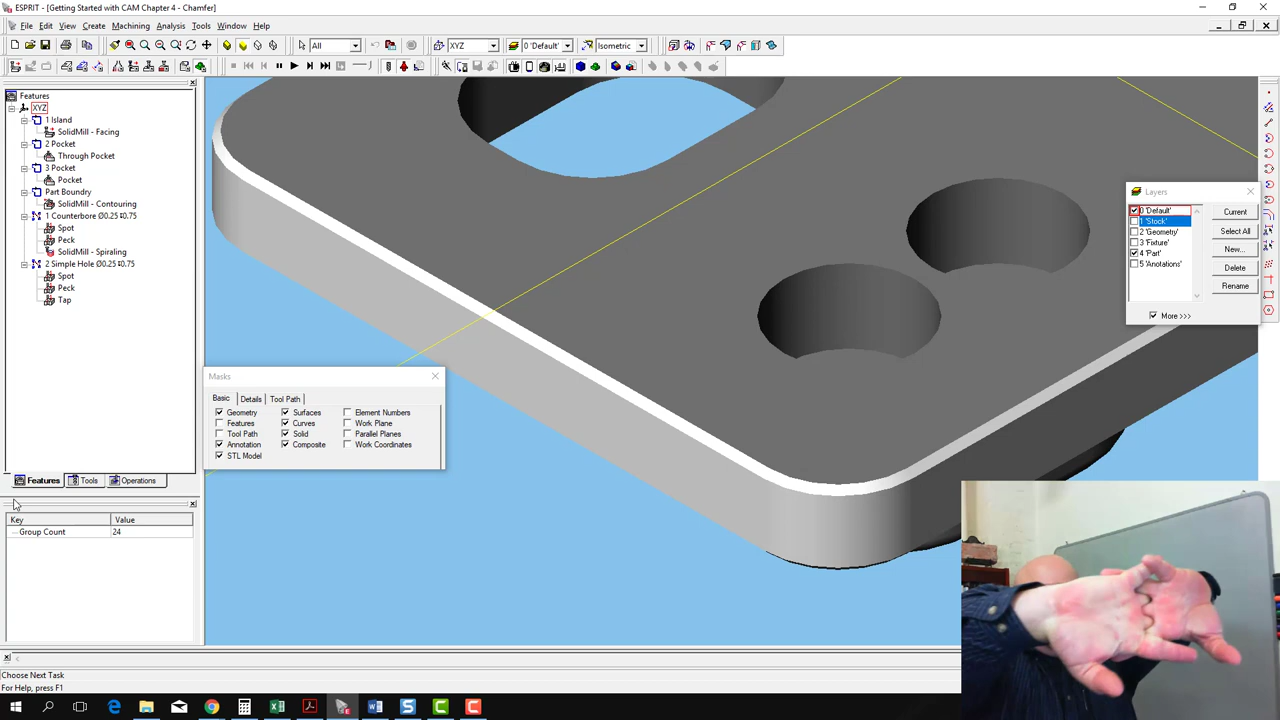 ESPRIT - [Getting Started with CAM Chapter 4 - Chamfer]
File Edit View Create Machining Analysis Tools Window Help
All XYZ 0 'Default' Isometric
Features
XYZ
1 Island
SolidMill - Facing
2 Pocket
Through Pocket
3 Pocket
Pocket
Part Boundry
SolidMill - Contouring
1 Counterbore Ø0.25 ↧0.75
Spot
Peck
SolidMill - Spiraling
2 Simple Hole Ø0.25 ↧0.75
Spot
Peck
Tap
Features Tools Operations
Key Value
Group Count 24
Masks
Basic Details Tool Path
Geometry Surfaces Element Numbers
Features Curves Work Plane
Tool Path Solid Parallel Planes
Annotation Composite Work Coordinates
STL Model
Layers
0 'Default'
1 'Stock'
2 'Geometry'
3 'Fixture'
4 'Part'
5 'Anotations'
Current
Select All
New...
Delete
Rename
More >>>
Choose Next Task
For Help, press F1